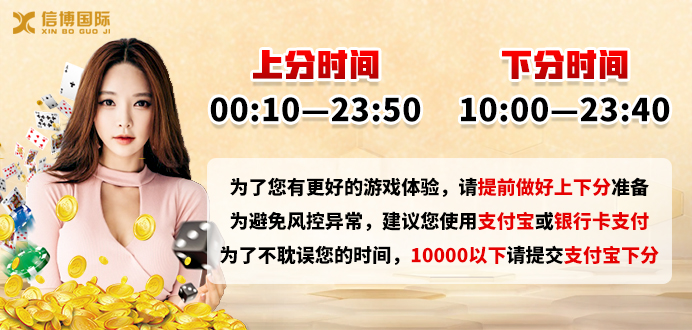 信博国际
XIN BO GUO JI
上分时间
下分时间
00:10—23:50
10:00—23:40
为了您有更好的游戏体验，请提前做好上下分准备
为避免风控异常，建议您使用支付宝或银行卡支付
为了不耽误您的时间，10000以下请提交支付宝下分